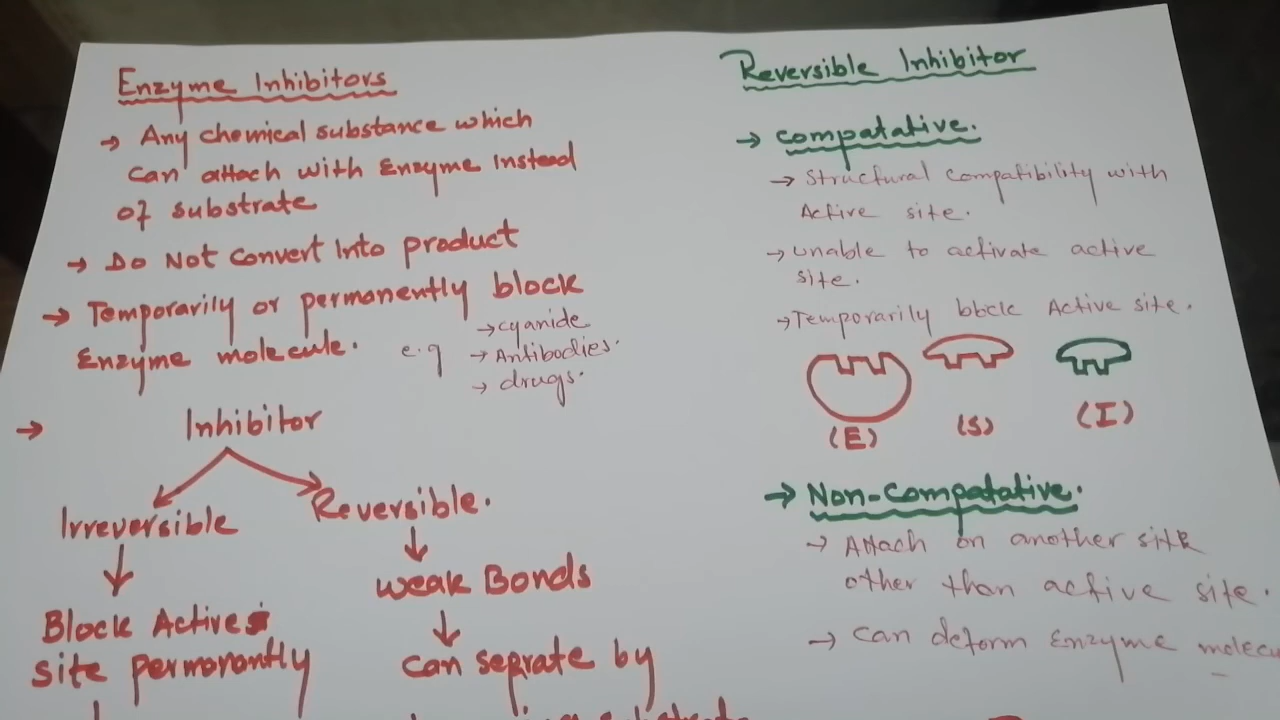 Enzyme Inhibitors
→ Any chemical substance which
can attach with Enzyme Instead
of substrate
→ Do Not convert Into product
→ Temporarily or permanently block
Enzyme molecule.
e.g → cyanide
→ Antibodies.
→ drugs.
→ Inhibitor
Irreversible
Reversible.
Block Active
site permanantly
weak Bonds
can seprate by
Reversible Inhibitor
→ compatative.
→ Structural compatibility with
Active site.
→ unable to activate active
site.
→ Temporarily block Active site.
(E) (S) (I)
→ Non-compatative.
→ Attach on another site
other than active site.
→ can deform Enzyme molecu